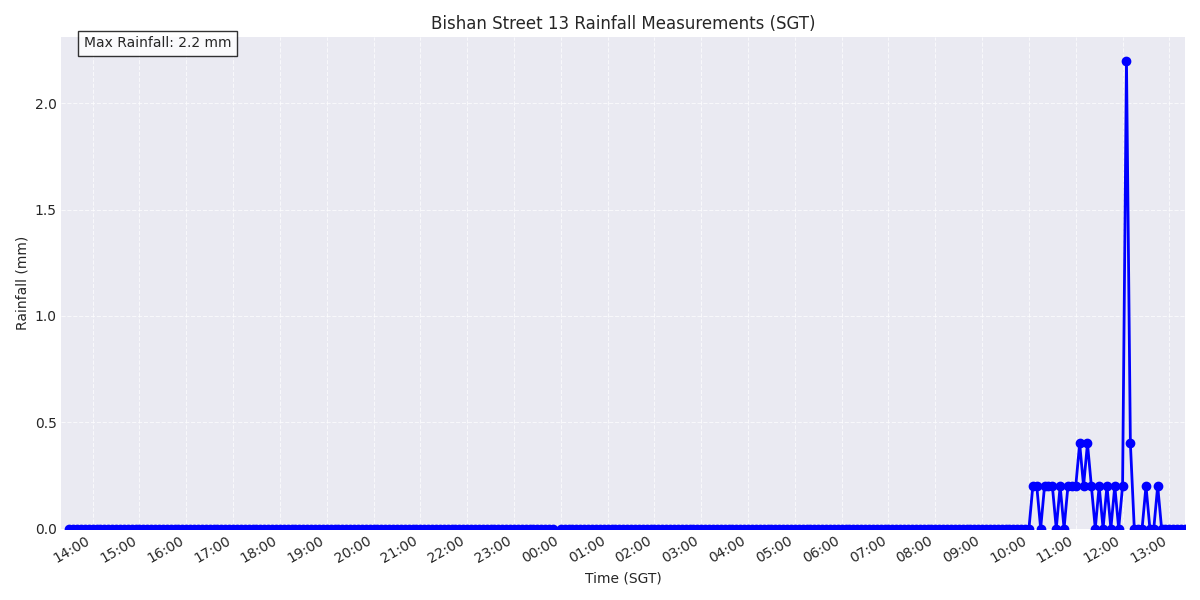 Bishan Street 13 Rainfall Measurements (SGT)
Max Rainfall: 2.2 mm
2.0
1.5
1.0
0.5
0.0
Rainfall (mm)
14:00 15:00 16:00 17:00 18:00 19:00 20:00 21:00 22:00 23:00 00:00 01:00 02:00 03:00 04:00 05:00 06:00 07:00 08:00 09:00 10:00 11:00 12:00 13:00
Time (SGT)